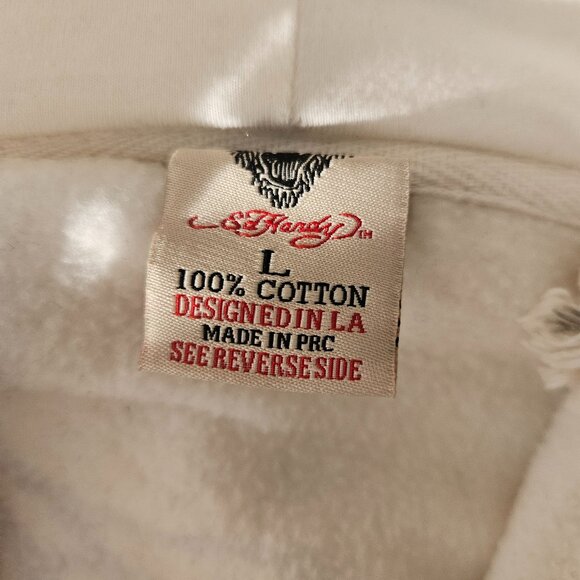 Ed Hardy TM
L
100% COTTON
DESIGNED IN LA
MADE IN PRC
SEE REVERSE SIDE